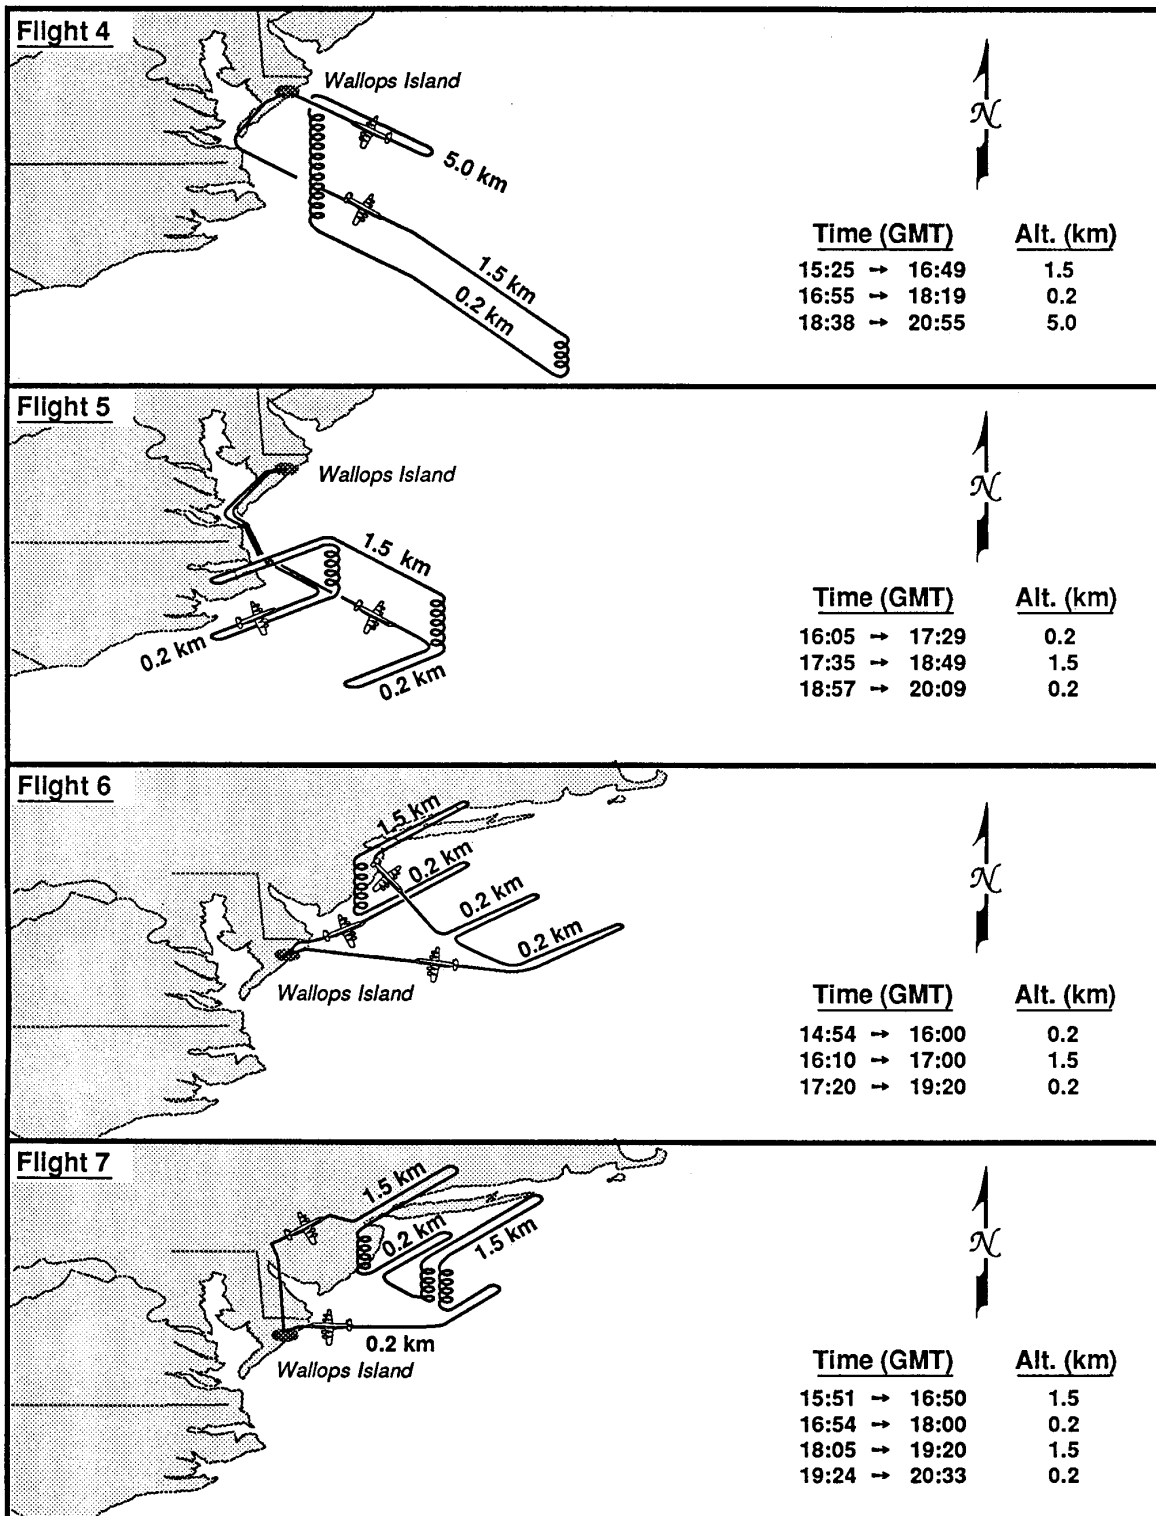 Flight 4
Wallops Island
N
5.0 km
1.5 km
0.2 km
Time (GMT) Alt. (km)
15:25 → 16:49 1.5
16:55 → 18:19 0.2
18:38 → 20:55 5.0
Flight 5
Wallops Island
N
1.5 km
0.2 km
0.2 km
Time (GMT) Alt. (km)
16:05 → 17:29 0.2
17:35 → 18:49 1.5
18:57 → 20:09 0.2
Flight 6
1.5 km
0.2 km
0.2 km
0.2 km
N
Wallops Island
Time (GMT) Alt. (km)
14:54 → 16:00 0.2
16:10 → 17:00 1.5
17:20 → 19:20 0.2
Flight 7
1.5 km
0.2 km
1.5 km
N
0.2 km
Wallops Island
Time (GMT) Alt. (km)
15:51 → 16:50 1.5
16:54 → 18:00 0.2
18:05 → 19:20 1.5
19:24 → 20:33 0.2